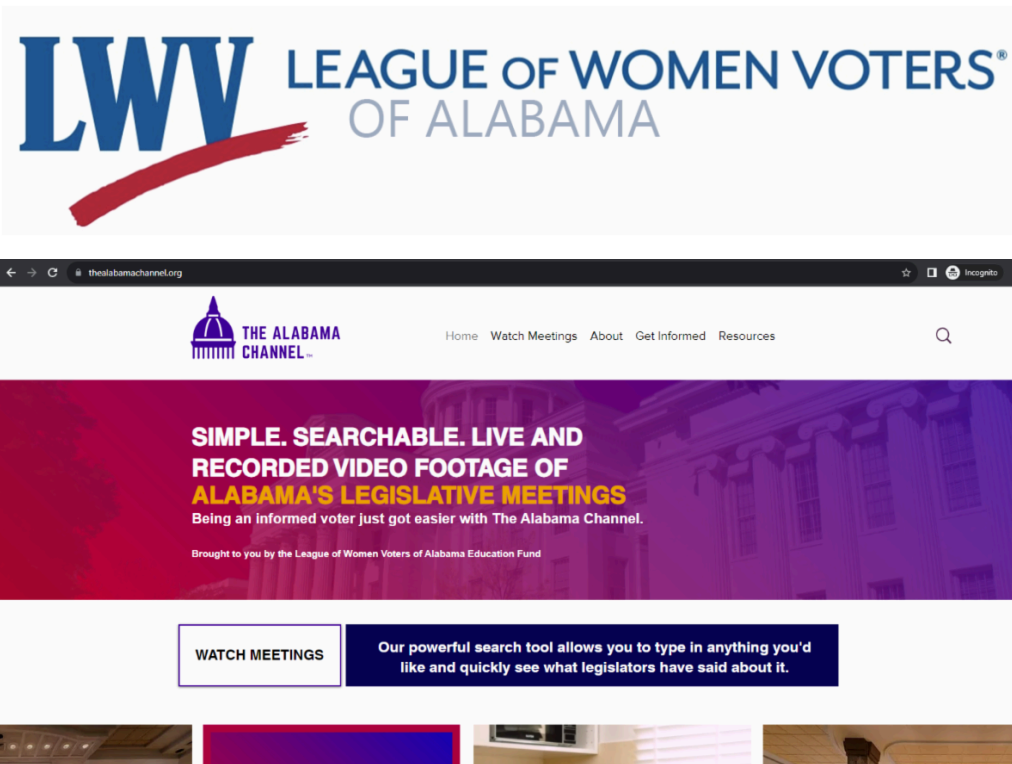 LWV LEAGUE OF WOMEN VOTERS®
OF ALABAMA
thealabamachannel.org
Incognito
THE ALABAMA
CHANNEL™
Home Watch Meetings About Get Informed Resources
SIMPLE. SEARCHABLE. LIVE AND
RECORDED VIDEO FOOTAGE OF
ALABAMA'S LEGISLATIVE MEETINGS
Being an informed voter just got easier with The Alabama Channel.
Brought to you by the League of Women Voters of Alabama Education Fund
WATCH MEETINGS
Our powerful search tool allows you to type in anything you'd
like and quickly see what legislators have said about it.